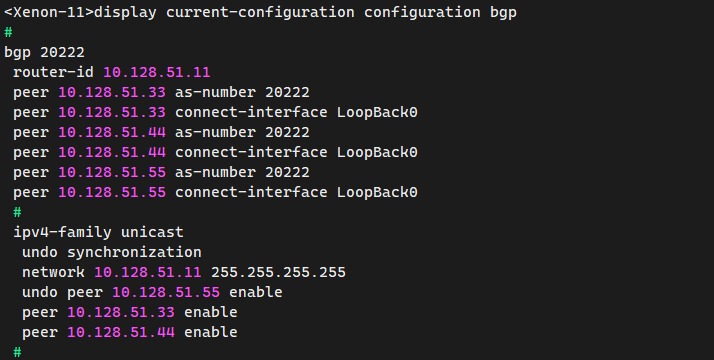 <Xenon-11>display current-configuration configuration bgp
#
bgp 20222
 router-id 10.128.51.11
 peer 10.128.51.33 as-number 20222
 peer 10.128.51.33 connect-interface LoopBack0
 peer 10.128.51.44 as-number 20222
 peer 10.128.51.44 connect-interface LoopBack0
 peer 10.128.51.55 as-number 20222
 peer 10.128.51.55 connect-interface LoopBack0
 #
 ipv4-family unicast
  undo synchronization
  network 10.128.51.11 255.255.255.255
  undo peer 10.128.51.55 enable
  peer 10.128.51.33 enable
  peer 10.128.51.44 enable
 #